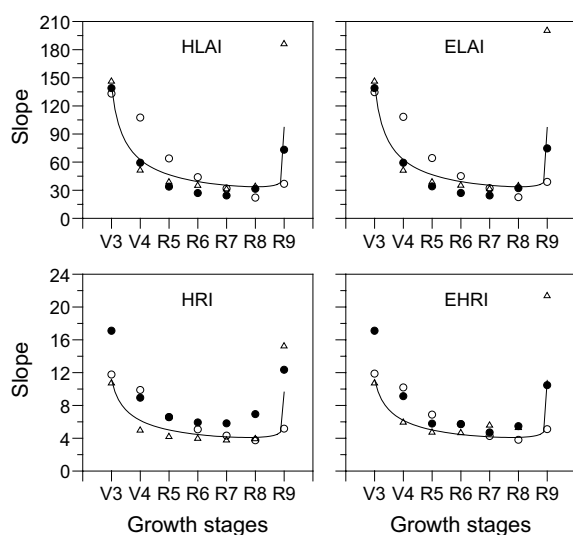 HLAI
ELAI
Slope
210
180
150
120
90
60
30
0
V3 V4 R5 R6 R7 R8 R9
V3 V4 R5 R6 R7 R8 R9
HRI
EHRI
Slope
24
20
16
12
8
4
0
V3 V4 R5 R6 R7 R8 R9
V3 V4 R5 R6 R7 R8 R9
Growth stages
Growth stages